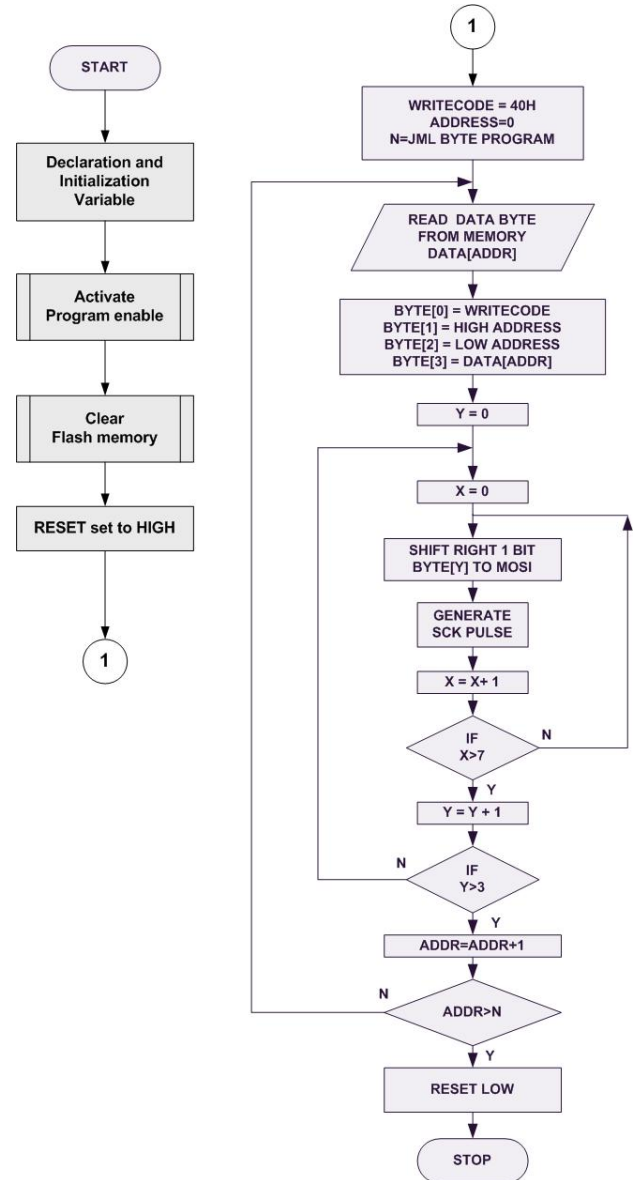 START
Declaration and
Initialization
Variable
Activate
Program enable
Clear
Flash memory
RESET set to HIGH
1
1
WRITECODE = 40H
ADDRESS=0
N=JML BYTE PROGRAM
READ DATA BYTE
FROM MEMORY
DATA[ADDR]
BYTE[0] = WRITECODE
BYTE[1] = HIGH ADDRESS
BYTE[2] = LOW ADDRESS
BYTE[3] = DATA[ADDR]
Y = 0
X = 0
SHIFT RIGHT 1 BIT
BYTE[Y] TO MOSI
GENERATE
SCK PULSE
X = X+ 1
IF
X>7
N
Y
Y = Y + 1
N
IF
Y>3
Y
ADDR=ADDR+1
N
ADDR>N
Y
RESET LOW
STOP